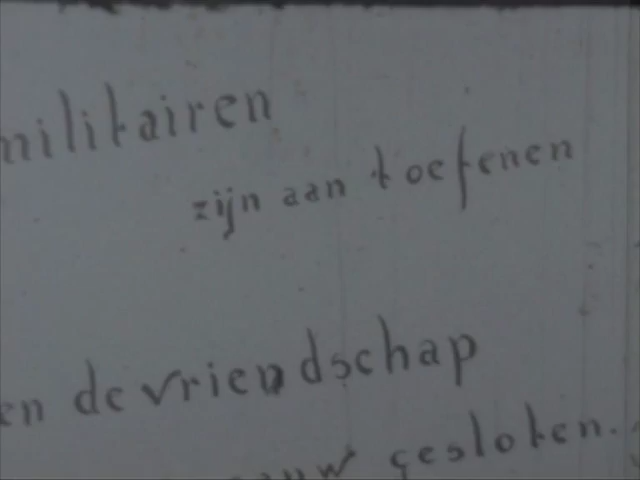 militairen
zijn aan toefenen
en de vriendschap
gesloten.